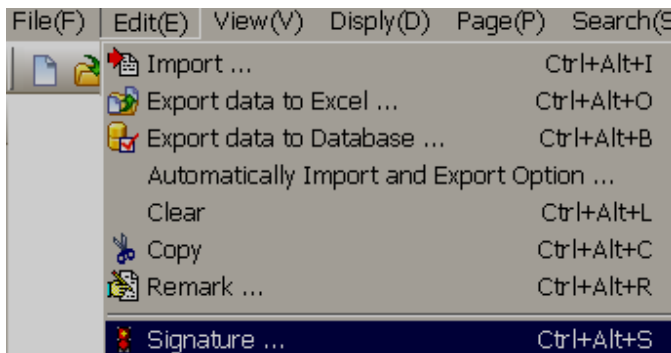 File(F) Edit(E) View(V) Disply(D) Page(P) Search(S
Import ... Ctrl+Alt+I
Export data to Excel ... Ctrl+Alt+O
Export data to Database ... Ctrl+Alt+B
Automatically Import and Export Option ...
Clear Ctrl+Alt+L
Copy Ctrl+Alt+C
Remark ... Ctrl+Alt+R
Signature ... Ctrl+Alt+S